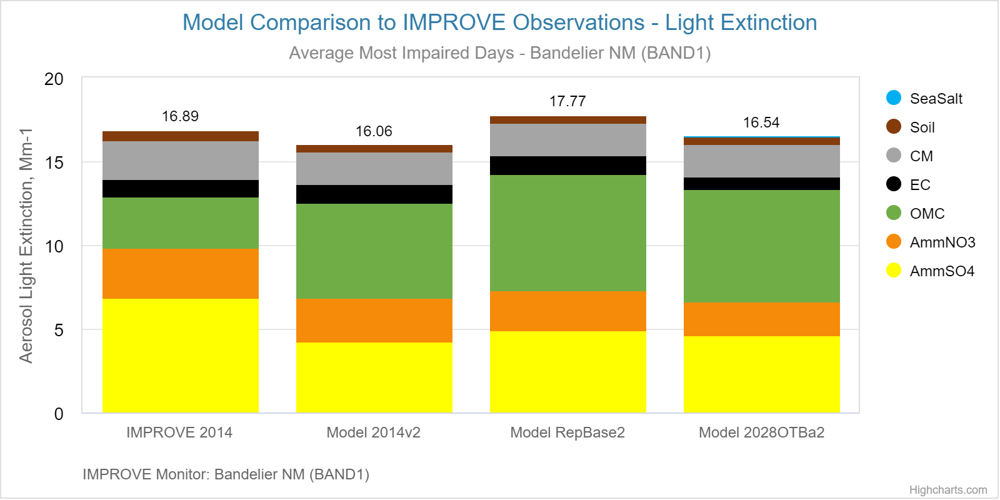 Model Comparison to IMPROVE Observations - Light Extinction
Average Most Impaired Days - Bandelier NM (BAND1)
Aerosol Light Extinction, Mm-1
20
15
10
5
0
16.89
16.06
17.77
16.54
IMPROVE 2014
Model 2014v2
Model RepBase2
Model 2028OTBa2
SeaSalt
Soil
CM
EC
OMC
AmmNO3
AmmSO4
IMPROVE Monitor: Bandelier NM (BAND1)
Highcharts.com